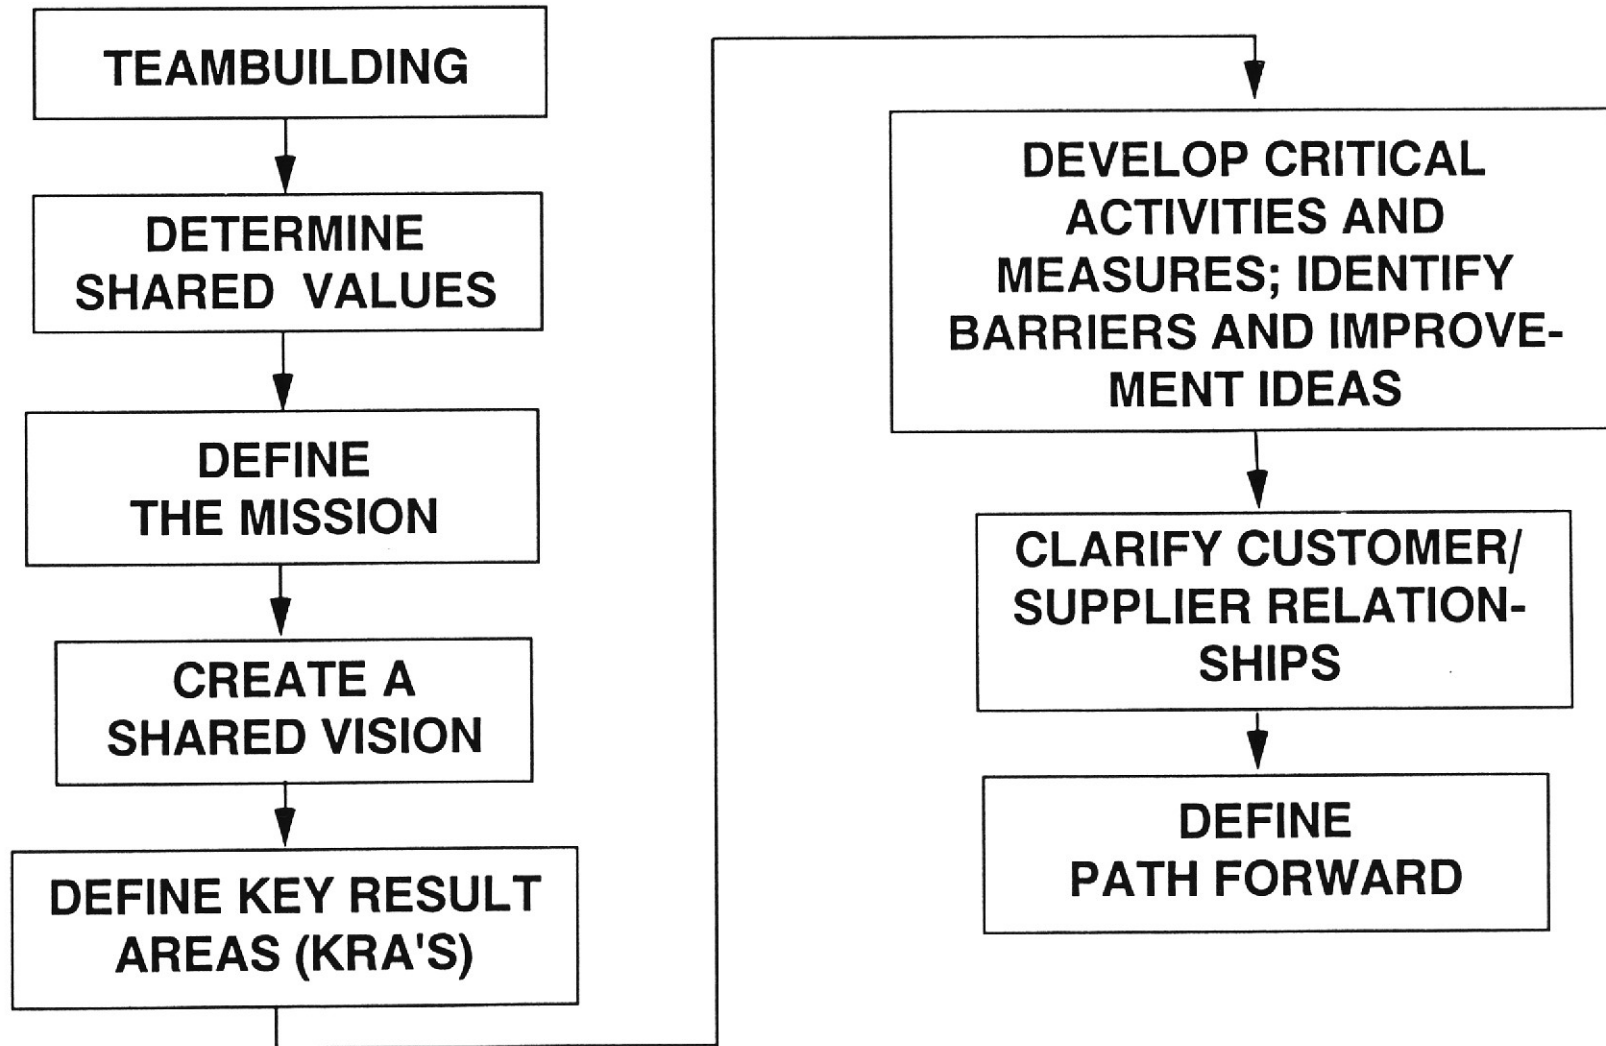 TEAMBUILDING
DETERMINE
SHARED VALUES
DEFINE
THE MISSION
CREATE A
SHARED VISION
DEFINE KEY RESULT
AREAS (KRA'S)
DEVELOP CRITICAL
ACTIVITIES AND
MEASURES; IDENTIFY
BARRIERS AND IMPROVE-
MENT IDEAS
CLARIFY CUSTOMER/
SUPPLIER RELATION-
SHIPS
DEFINE
PATH FORWARD